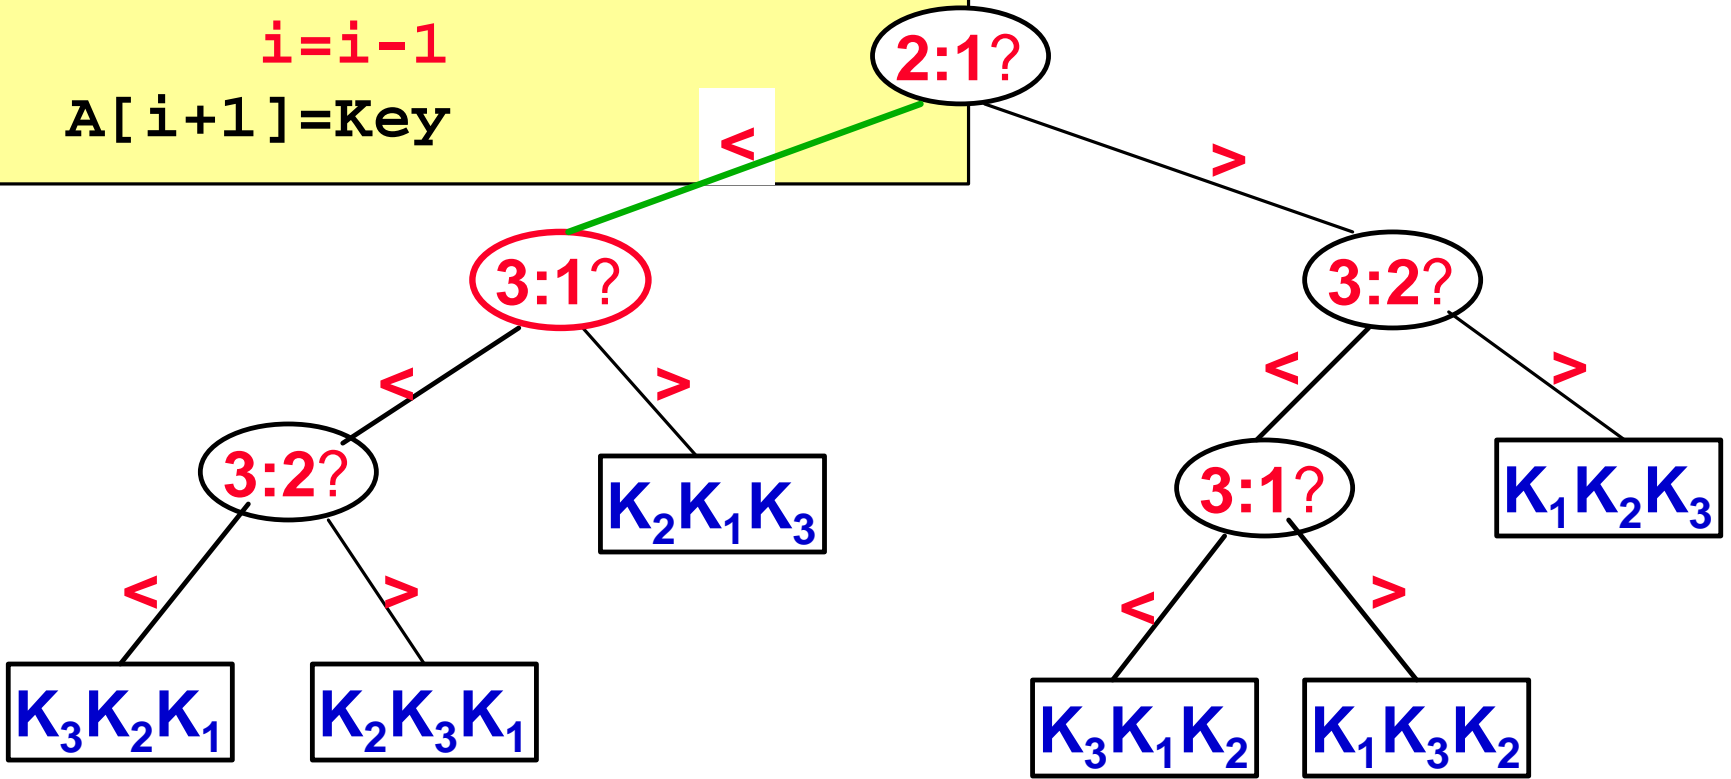 i=i-1
A[i+1]=Key
2:1?
<
>
3:1?
3:2?
<
>
<
>
3:2?
K₂K₁K₃
3:1?
K₁K₂K₃
<
>
<
>
K₃K₂K₁
K₂K₃K₁
K₃K₁K₂
K₁K₃K₂